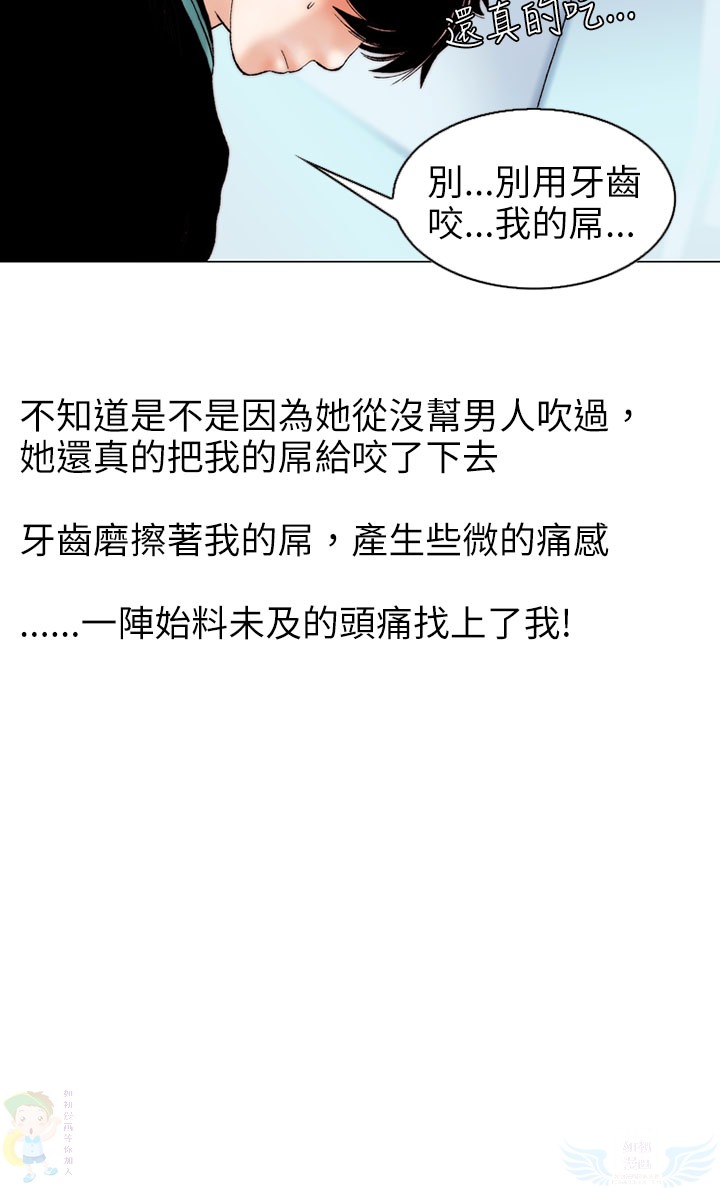 還真的吃...
別...別用牙齒
咬...我的屌...
不知道是不是因為她從沒幫男人吹過，
她還真的把我的屌給咬了下去
牙齒磨擦著我的屌，產生些微的痛感
......一陣始料未及的頭痛找上了我!